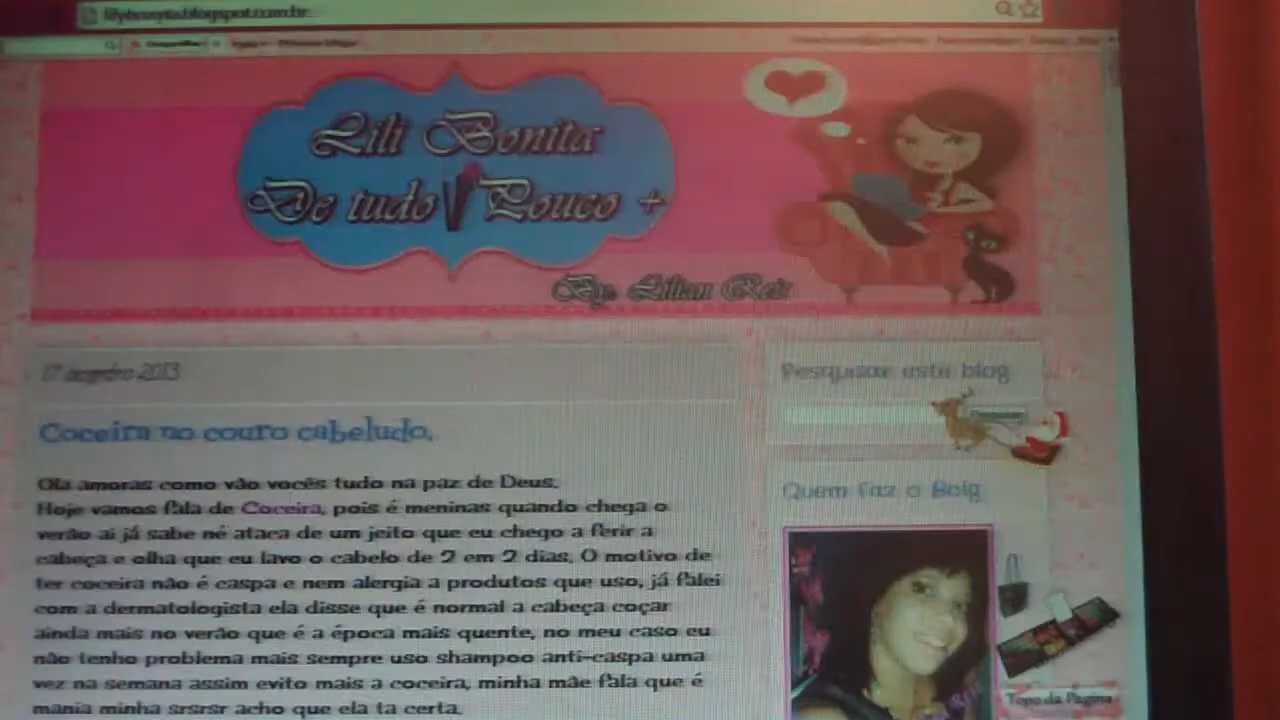 Lili Bonita
De tudo Pouco +
By. Lilian Reis
2013
Coceira no couro cabeludo.
Ola amoras como vão vocês tudo na paz de Deus.
Hoje vamos fala de Coceira, pois é meninas quando chega o
verão ai já sabe né ataca de um jeito que eu chego a ferir a
cabeça e olha que eu lavo o cabelo de 2 em 2 dias. O motivo de
ter coceira não é caspa e nem alergia a produtos que uso, já falei
com a dermatologista ela disse que é normal a cabeça coçar
ainda mais no verão que é a época mais quente, no meu caso eu
não tenho problema mais sempre uso shampoo anti-caspa uma
vez na semana assim evito mais a coceira, minha mãe fala que é
mania minha srsrsr acho que ela ta certa.
Pesquisar este blog
Quem faz o Bolg
Topo da Página